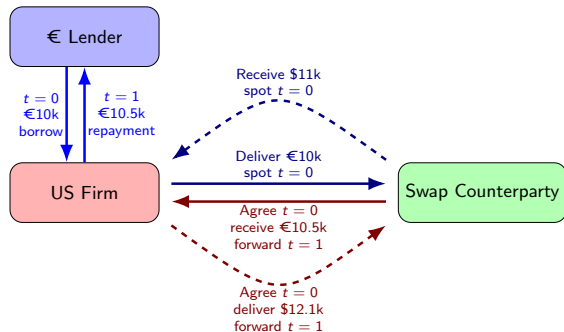 € Lender
t = 0
€10k
borrow
t = 1
€10.5k
repayment
US Firm
Receive $11k
spot t = 0
Deliver €10k
spot t = 0
Agree t = 0
receive €10.5k
forward t = 1
Agree t = 0
deliver $12.1k
forward t = 1
Swap Counterparty